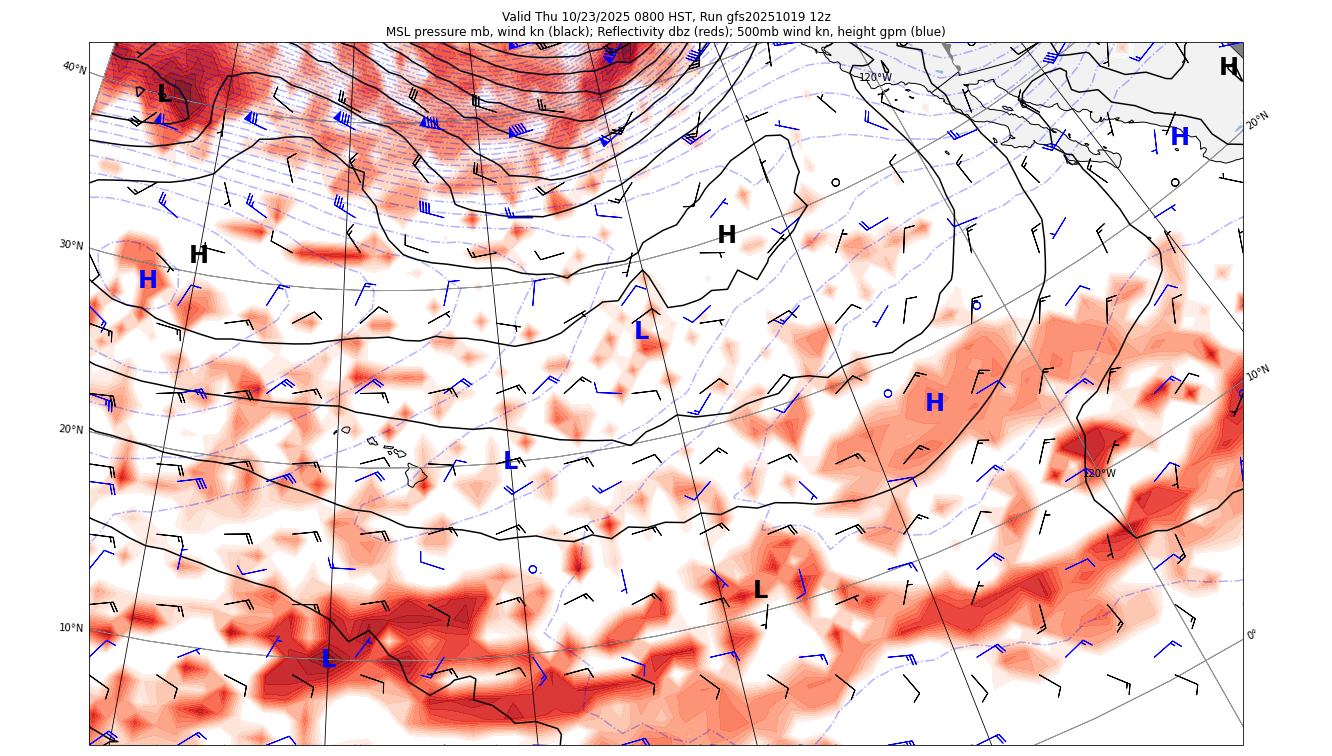 Valid Thu 10/23/2025 0800 HST, Run gfs20251019 12z
MSL pressure mb, wind kn (black); Reflectivity dbz (reds); 500mb wind kn, height gpm (blue)
40°N
120°W
H
L
20°N
H
H
30°N
H
H
L
10°N
H
20°N
L
120°W
L
10°N
0°
L